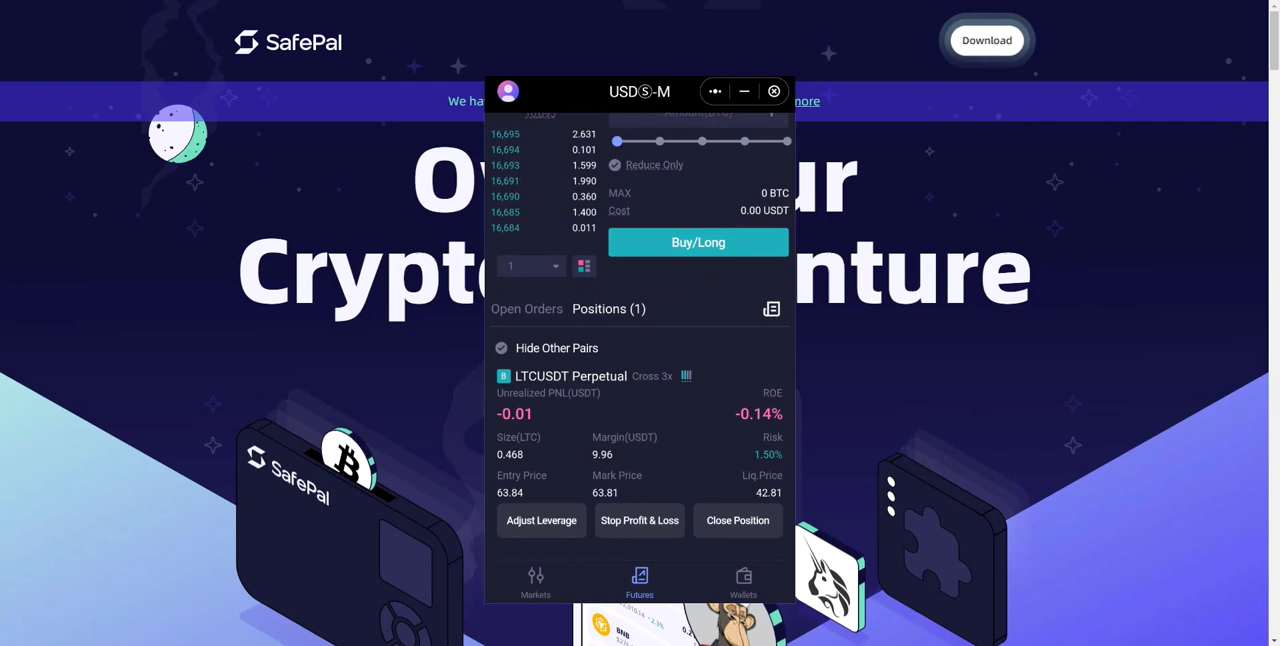 SafePal
Download
USDⓈ-M
We ha
more
Amount(BTC)
16,695 2.631
16,694 0.101
16,693 1.599
16,691 1.990
16,690 0.360
16,685 1.400
16,684 0.011
Reduce Only
MAX 0 BTC
Cost 0.00 USDT
Buy/Long
1
Open Orders Positions (1)
Hide Other Pairs
B LTCUSDT Perpetual Cross 3x
Unrealized PNL(USDT) ROE
-0.01 -0.14%
Size(LTC) Margin(USDT) Risk
0.468 9.96 1.50%
Entry Price Mark Price Liq.Price
63.84 63.81 42.81
Adjust Leverage Stop Profit & Loss Close Position
Markets Futures Wallets
Crypt
nture
SafePal
BNB